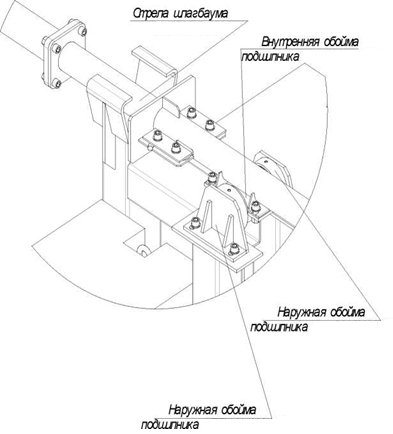 Стрела шлагбаума
Внутренняя обойма
подшипника
Наружная обойма
подшипника
Наружная обойма
подшипника